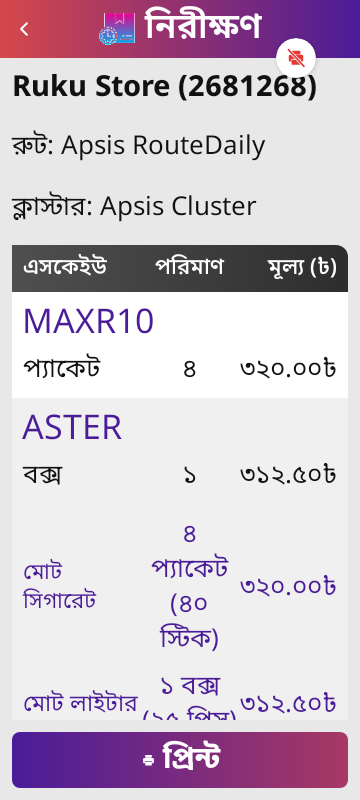 নিরীক্ষণ
Ruku Store (2681268)
রুট: Apsis RouteDaily
ক্লাস্টার: Apsis Cluster
এসকেইউ পরিমাণ মূল্য (৳)
MAXR10
প্যাকেট ৪ ৩২০.০০৳
ASTER
বক্স ১ ৩১২.৫০৳
মোট সিগারেট ৪ প্যাকেট (৪০ স্টিক) ৩২০.০০৳
মোট লাইটার ১ বক্স ৩১২.৫০৳
প্রিন্ট